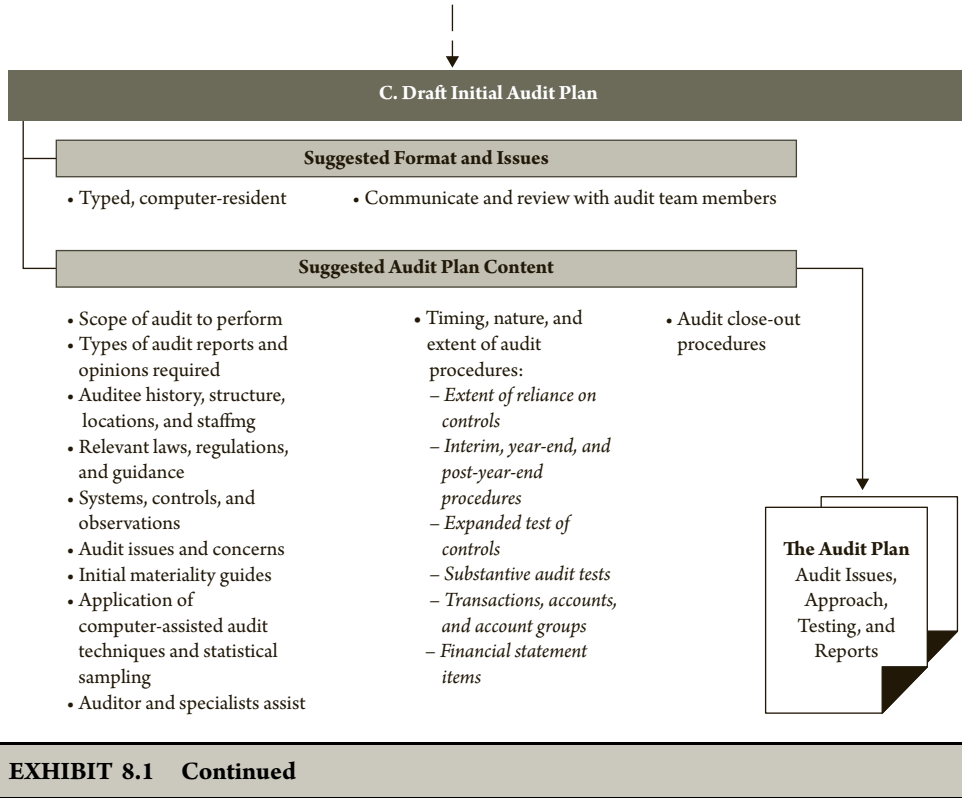 C. Draft Initial Audit Plan
Suggested Format and Issues
• Typed, computer-resident
• Communicate and review with audit team members
Suggested Audit Plan Content
• Scope of audit to perform
• Types of audit reports and
opinions required
• Auditee history, structure,
locations, and staffmg
• Relevant laws, regulations,
and guidance
• Systems, controls, and
observations
• Audit issues and concerns
• Initial materiality guides
• Application of
computer-assisted audit
techniques and statistical
sampling
• Auditor and specialists assist
• Timing, nature, and
extent of audit
procedures:
– Extent of reliance on
controls
– Interim, year-end, and
post-year-end
procedures
– Expanded test of
controls
– Substantive audit tests
– Transactions, accounts,
and account groups
– Financial statement
items
• Audit close-out
procedures
The Audit Plan
Audit Issues,
Approach,
Testing, and
Reports
EXHIBIT 8.1 Continued